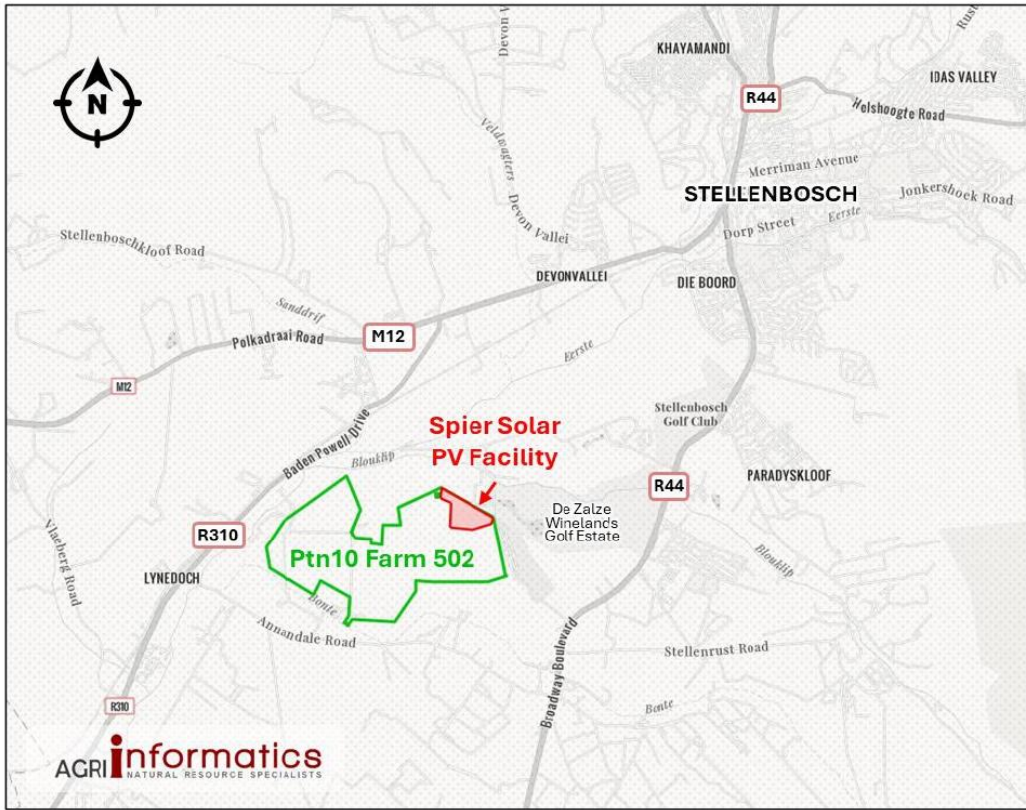 KHAYAMANDI
Rust
Devon V
IDAS VALLEY
N
R44
Helshoogte Road
Veldwagters
Merriman Avenue
STELLENBOSCH
Jonkershoek Road
Devon Vallei
Dorp Street
Eerste
Stellenboschkloof Road
DEVONVALLEI
DIE BOORD
Sanddrif
Polkadraai Road
M12
Eerste
M12
Stellenbosch
Golf Club
Baden Powell Drive
Spier Solar
PV Facility
Blouklip
PARADYSKLOOF
R44
De Zalze
Winelands
Golf Estate
R310
Ptn10 Farm 502
Vlaeberg Road
LYNEDOCH
Blouklip
Bonte
Annandale Road
Stellenrust Road
Broadway Boulevard
R310
Bonte
AGRI informatics
NATURAL RESOURCE SPECIALISTS